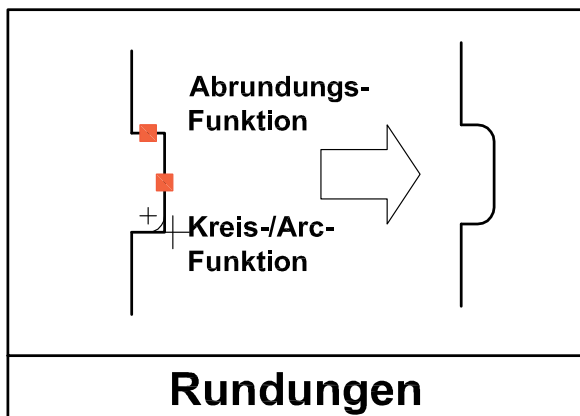 Abrundungs-
Funktion
Kreis-/Arc-
Funktion
Rundungen